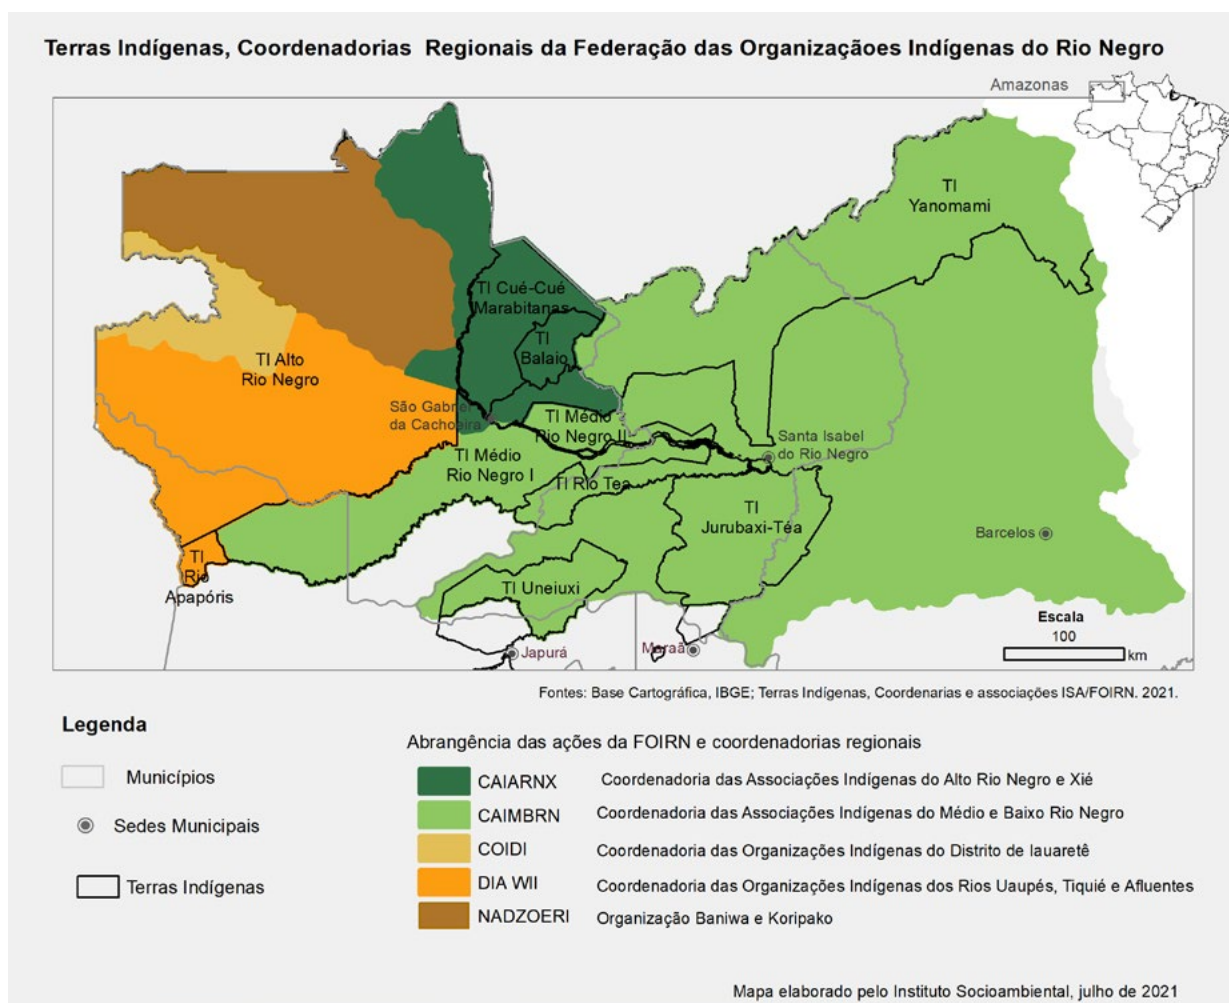 Terras Indígenas, Coordenadorias Regionais da Federação das Organizaçãoes Indígenas do Rio Negro
Amazonas
TI
Yanomami
TI Cué-Cué
Marabitanas
TI
Balaio
TI Alto
Rio Negro
São Gabriel
da Cachoeira
TI Médio
Rio Negro II
TI Médio
Rio Negro I
Santa Isabel
do Rio Negro
TI Rio Tea
TI
Jurubaxi-Téa
Barcelos
TI
Rio
Apapóris
TI Uneiuxi
Japurá
Maraã
Escala
100
km
Fontes: Base Cartográfica, IBGE; Terras Indígenas, Coordenarias e associações ISA/FOIRN. 2021.
Legenda
Municípios
Sedes Municipais
Terras Indígenas
Abrangência das ações da FOIRN e coordenadorias regionais
CAIARNX Coordenadoria das Associações Indígenas do Alto Rio Negro e Xié
CAIMBRN Coordenadoria das Associações Indígenas do Médio e Baixo Rio Negro
COIDI Coordenadoria das Organizações Indígenas do Distrito de Iauaretê
DIA WII Coordenadoria das Organizações Indígenas dos Rios Uaupés, Tiquié e Afluentes
NADZOERI Organização Baniwa e Koripako
Mapa elaborado pelo Instituto Socioambiental, julho de 2021